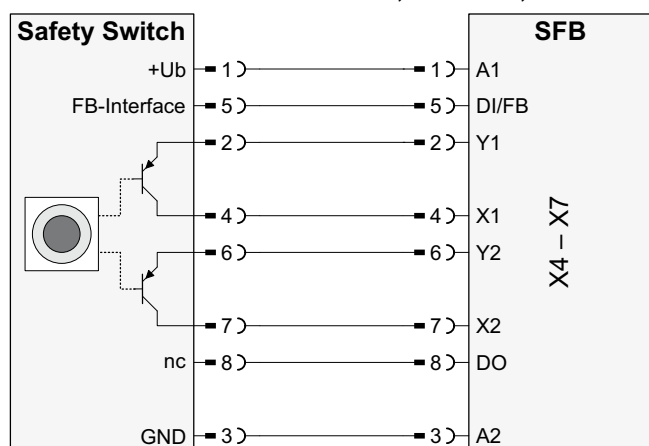 Safety Switch SFB
+Ub 1 1 A1
FB-Interface 5 5 DI/FB
2 2 Y1
4 4 X1
6 6 Y2
X4 – X7
7 7 X2
nc 8 8 DO
GND 3 3 A2